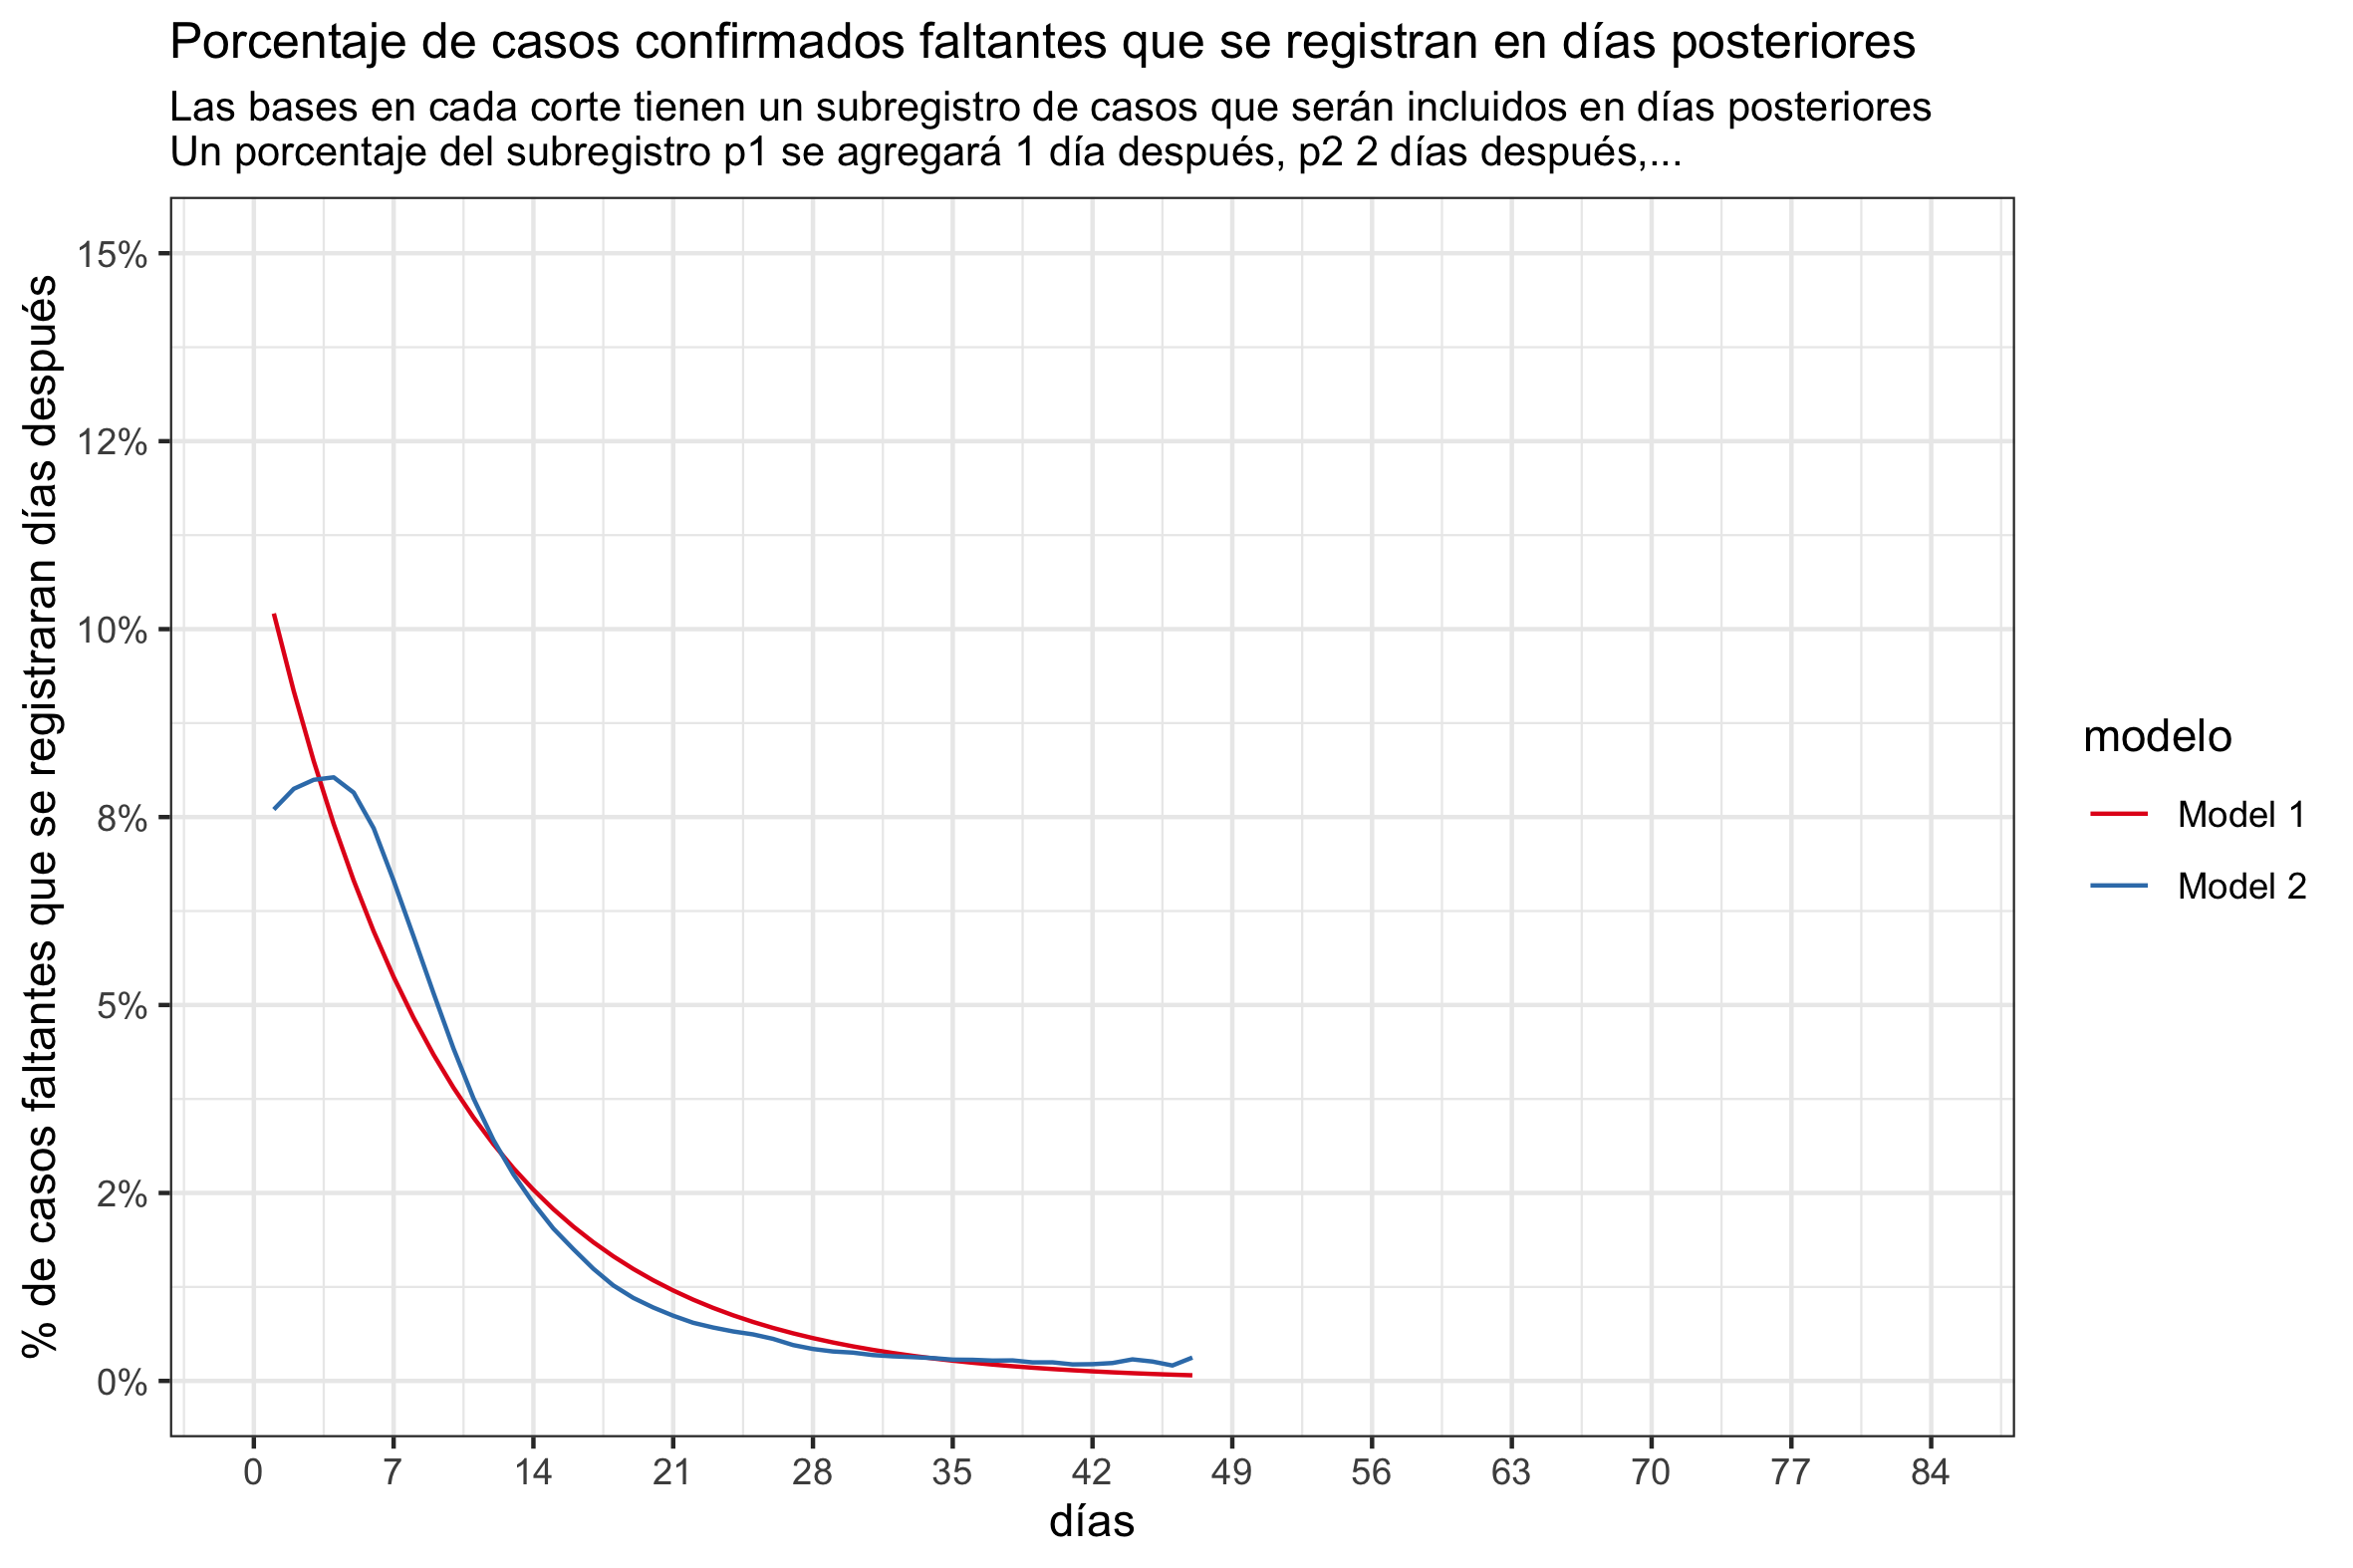 Porcentaje de casos confirmados faltantes que se registran en días posteriores
Las bases en cada corte tienen un subregistro de casos que serán incluidos en días posteriores
Un porcentaje del subregistro p1 se agregará 1 día después, p2 2 días después,...
% de casos faltantes que se registraran días después
15%
12%
10%
8%
5%
2%
0%
0 7 14 21 28 35 42 49 56 63 70 77 84
días
modelo
Model 1
Model 2